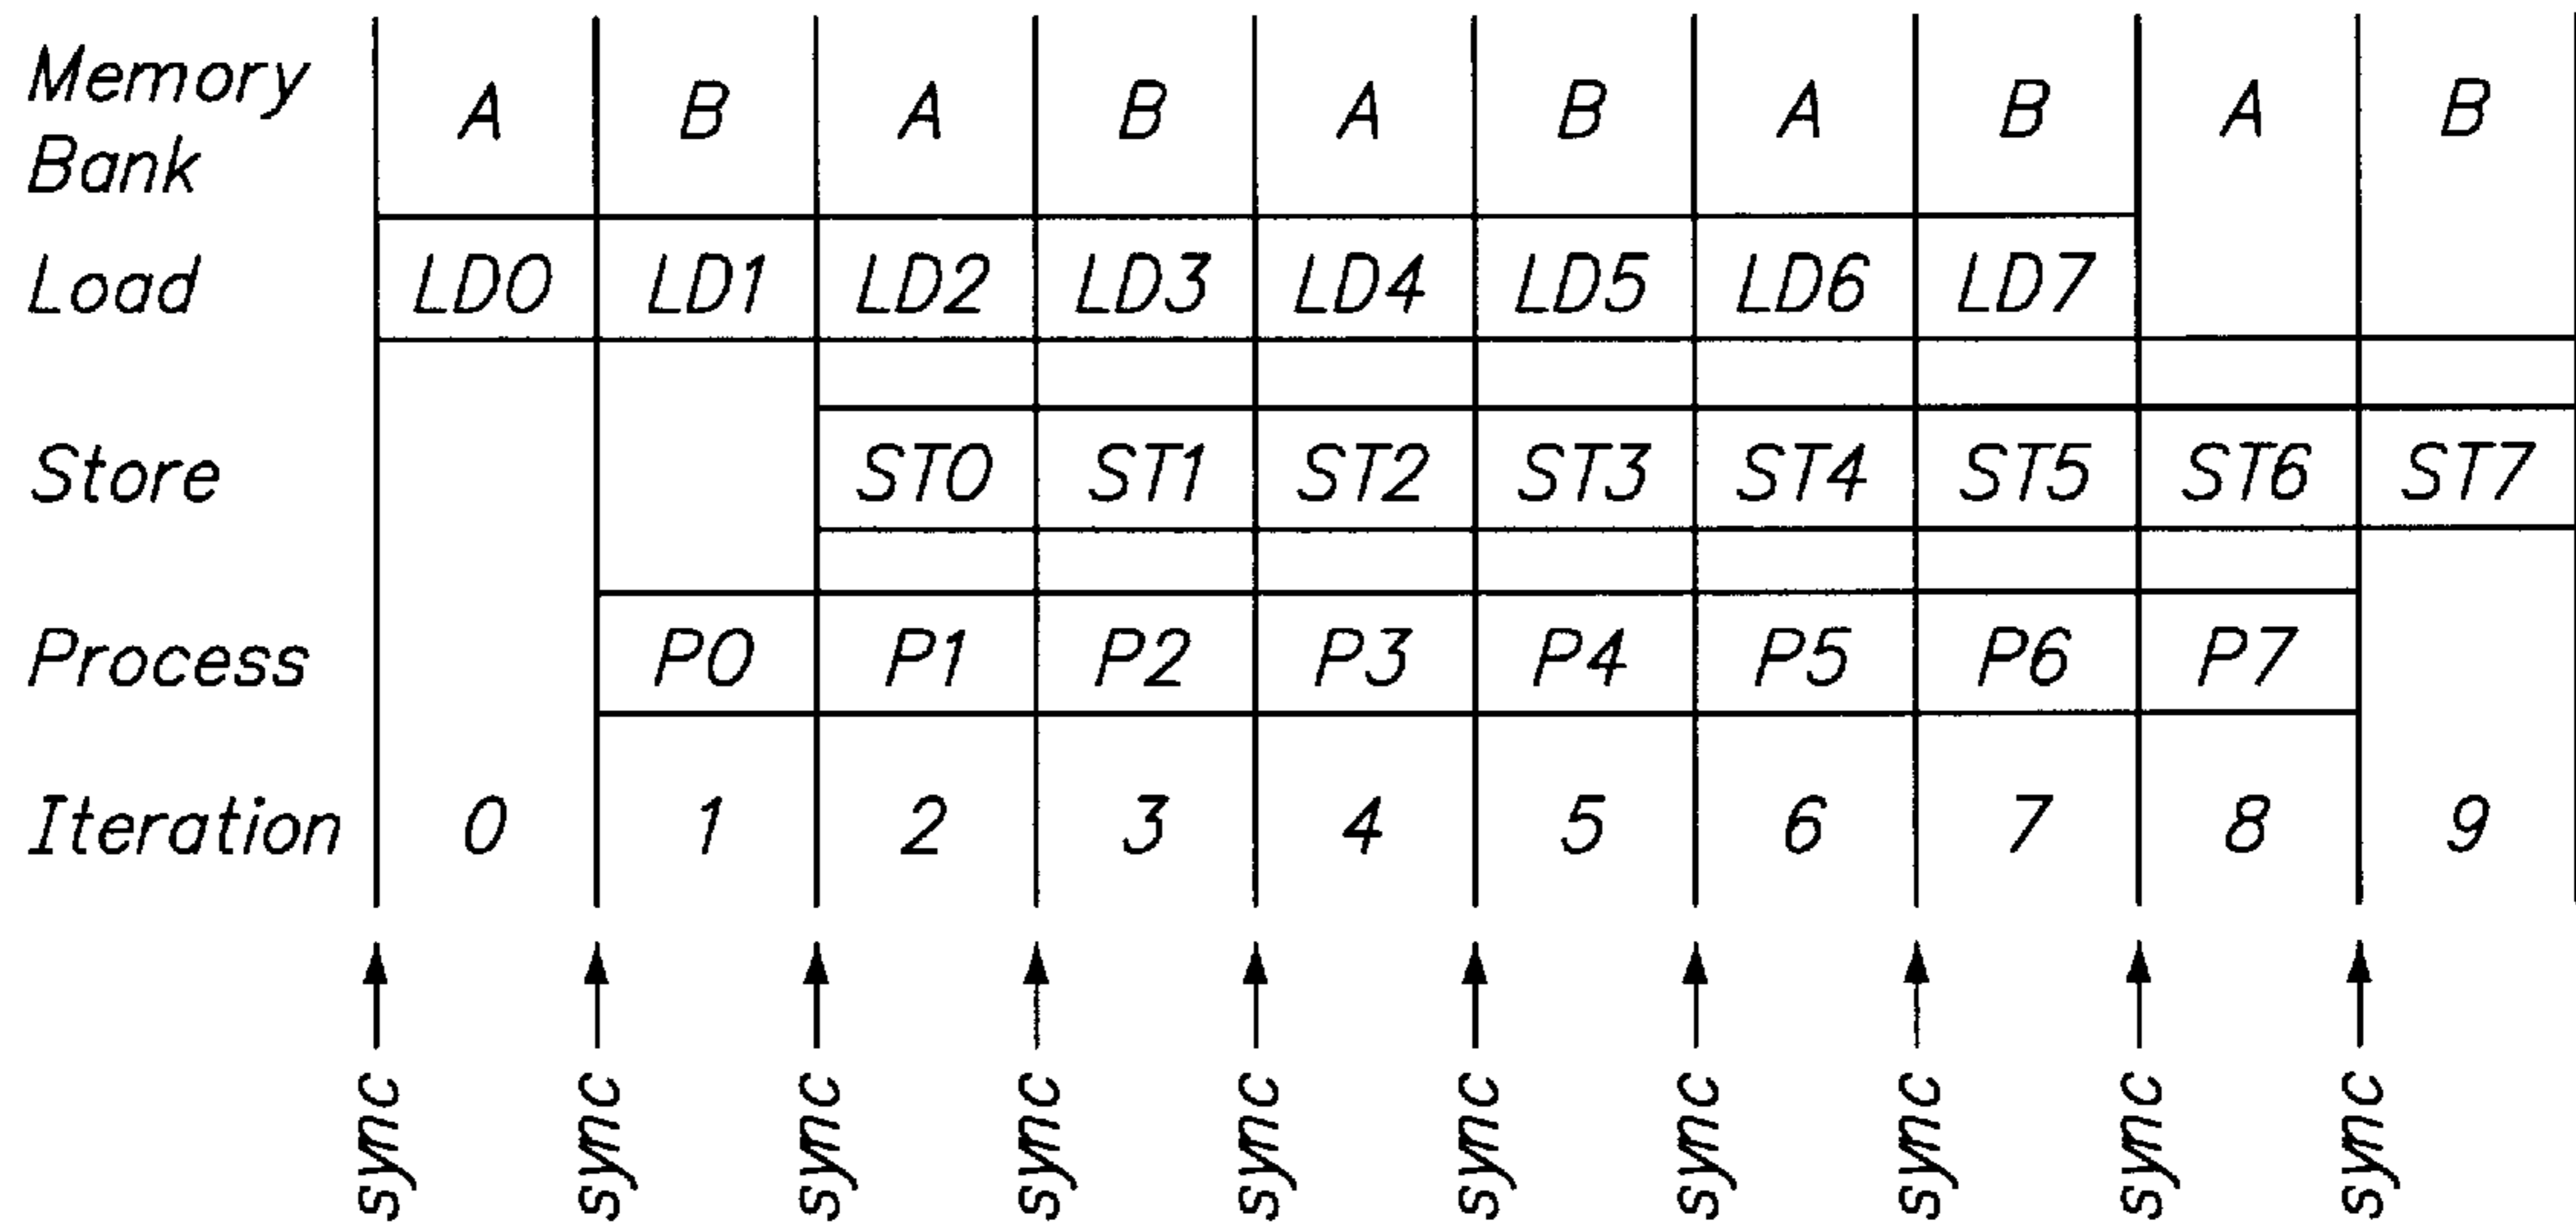 Memory Bank A B A B A B A B A B
Load LD0 LD1 LD2 LD3 LD4 LD5 LD6 LD7
Store ST0 ST1 ST2 ST3 ST4 ST5 ST6 ST7
Process P0 P1 P2 P3 P4 P5 P6 P7
Iteration 0 1 2 3 4 5 6 7 8 9
sync sync sync sync sync sync sync sync sync sync